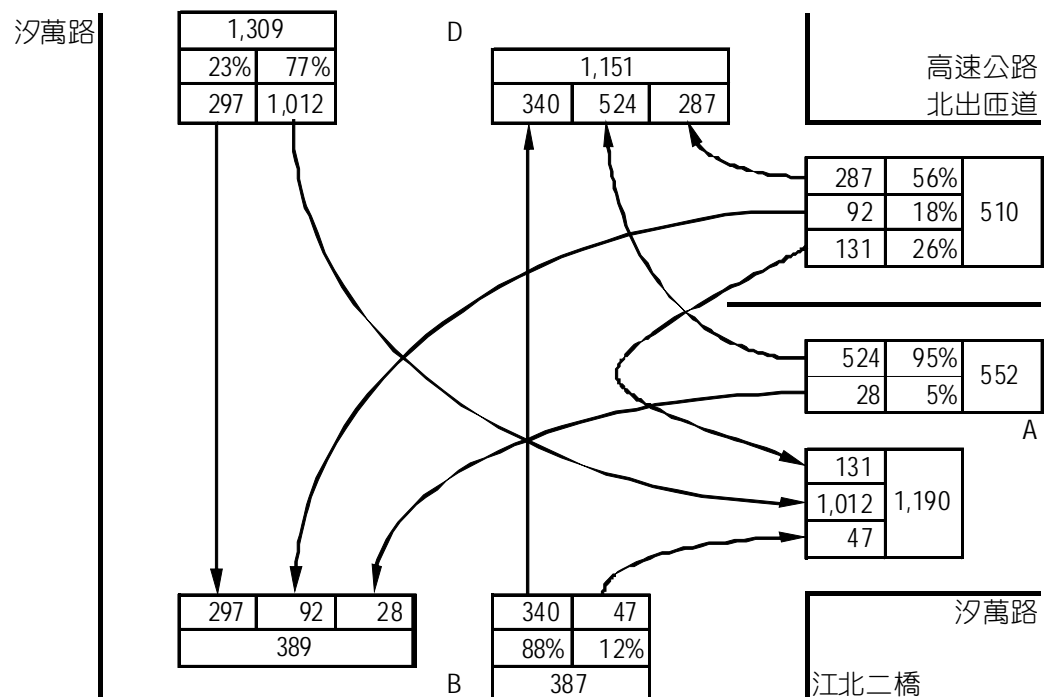 汐萬路
1,309
23% 77%
297 1,012
D
1,151
340 524 287
高速公路
北出匝道
287 56%
92 18% 510
131 26%
524 95%
28 5% 552
A
131
1,012 1,190
47
297 92 28
389
340 47
88% 12%
387
B
汐萬路
江北二橋